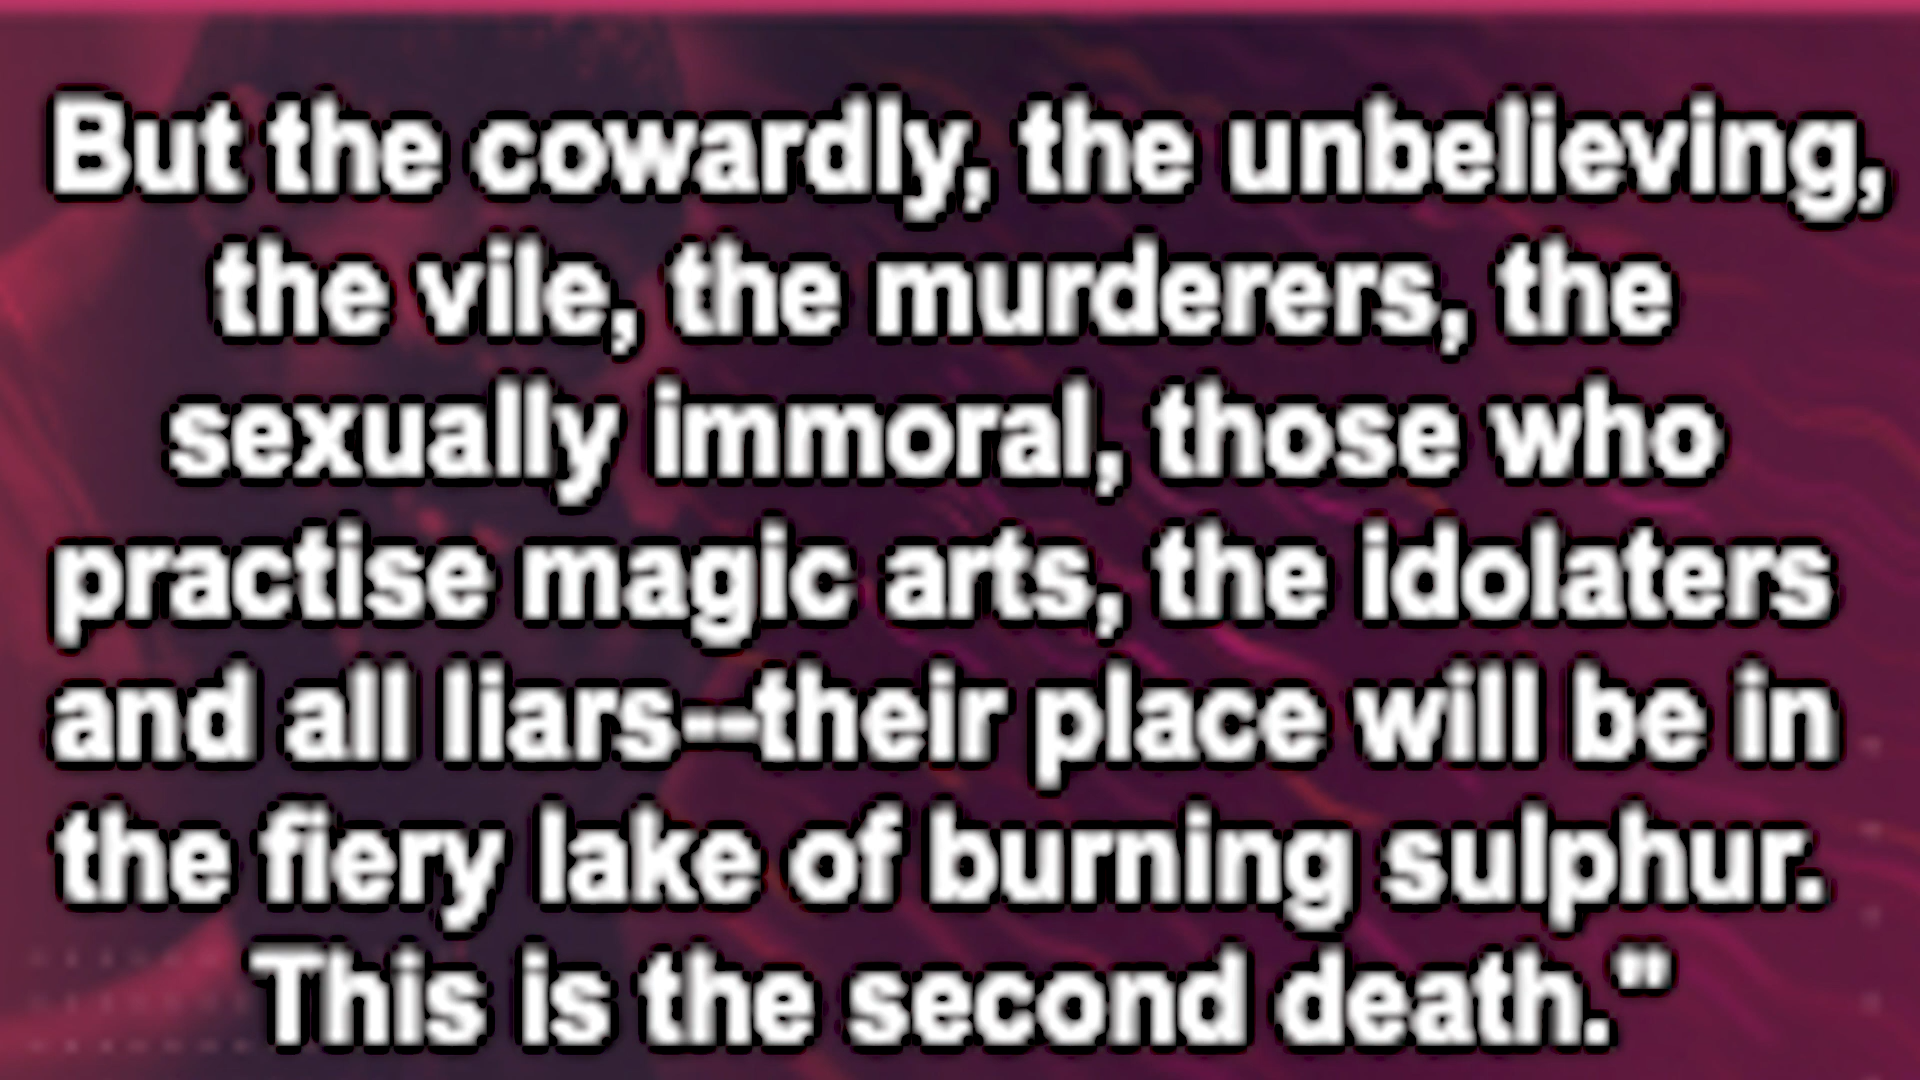 But the cowardly, the unbelieving,
the vile, the murderers, the
sexually immoral, those who
practise magic arts, the idolaters
and all liars--their place will be in
the fiery lake of burning sulphur.
This is the second death."